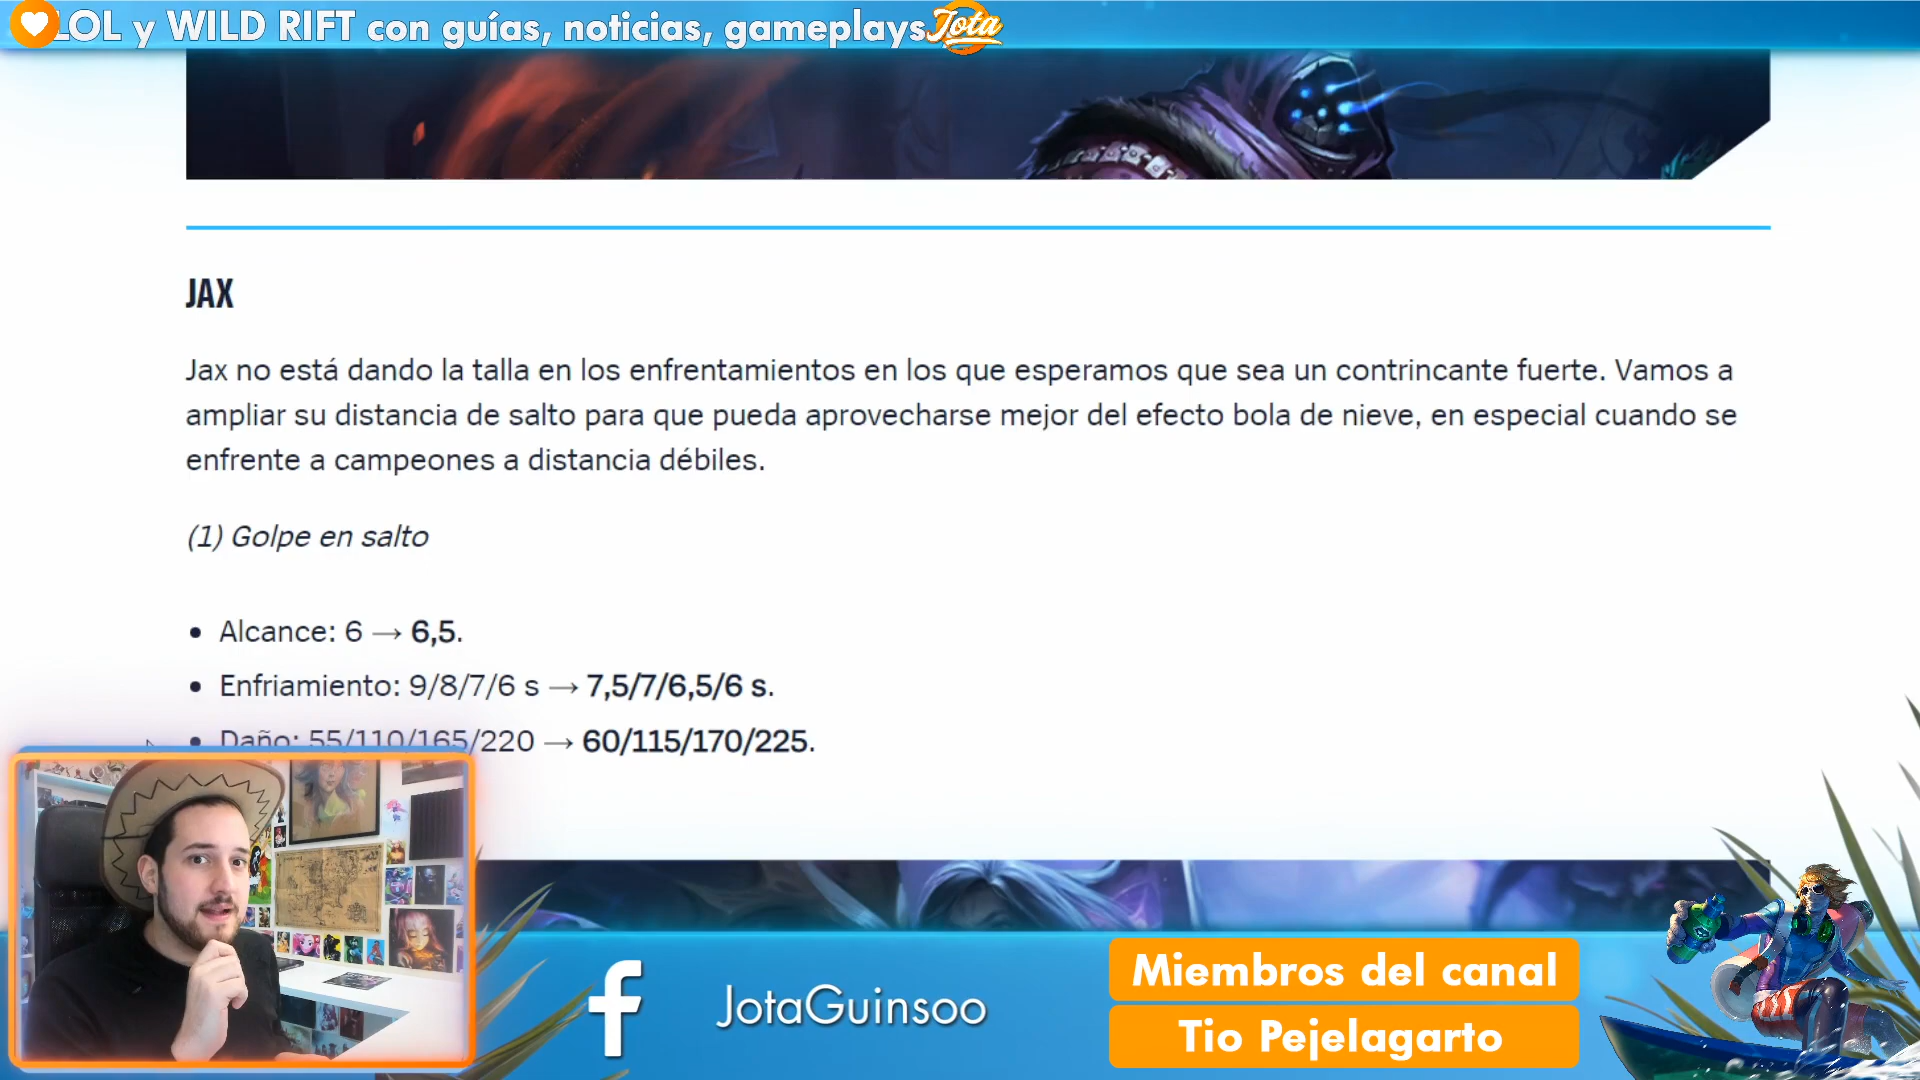 LOL y WILD RIFT con guías, noticias, gameplays
Jota
JAX
Jax no está dando la talla en los enfrentamientos en los que esperamos que sea un contrincante fuerte. Vamos a
ampliar su distancia de salto para que pueda aprovecharse mejor del efecto bola de nieve, en especial cuando se
enfrente a campeones a distancia débiles.
(1) Golpe en salto
• Alcance: 6 → 6,5.
• Enfriamiento: 9/8/7/6 s → 7,5/7/6,5/6 s.
• Daño: 55/110/165/220 → 60/115/170/225.
JotaGuinsoo
Miembros del canal
Tio Pejelagarto